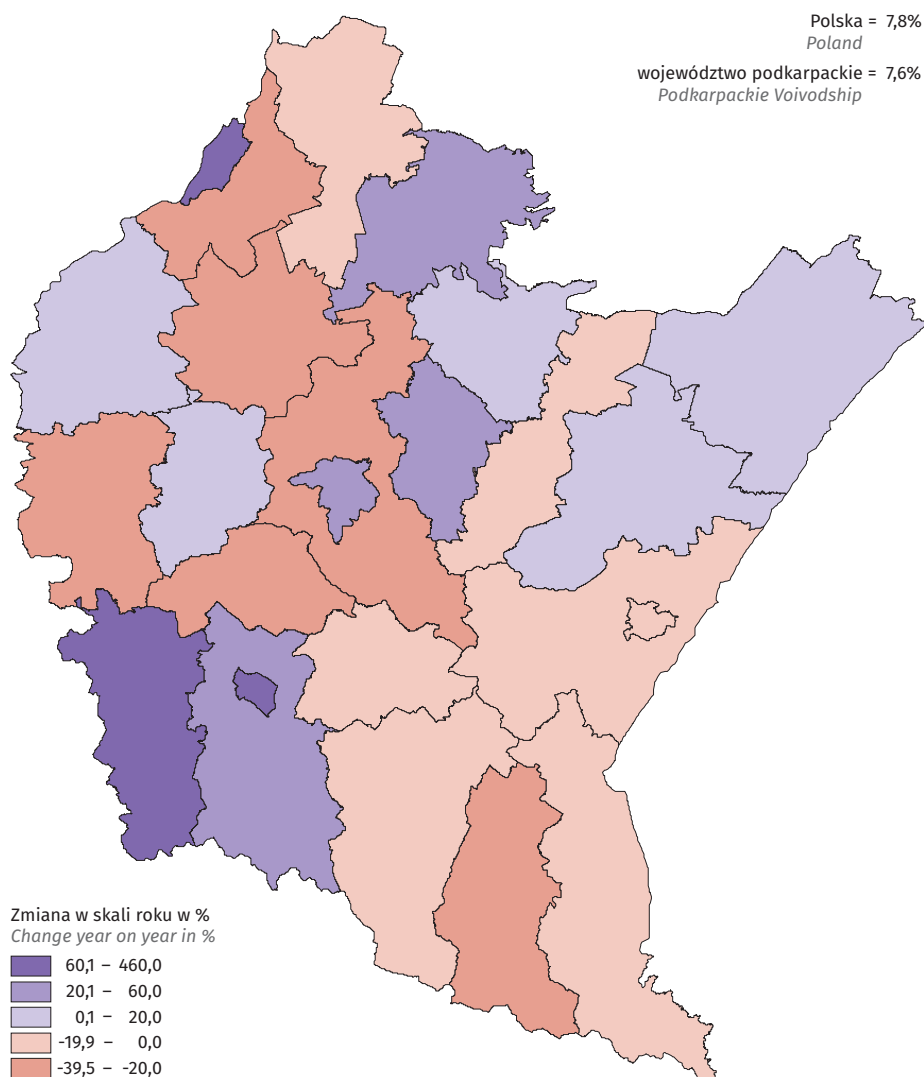 Polska = 7,8%
Poland
województwo podkarpackie = 7,6%
Podkarpackie Voivodship
Zmiana w skali roku w %
Change year on year in %
60,1 – 460,0
20,1 – 60,0
0,1 – 20,0
-19,9 – 0,0
-39,5 – -20,0